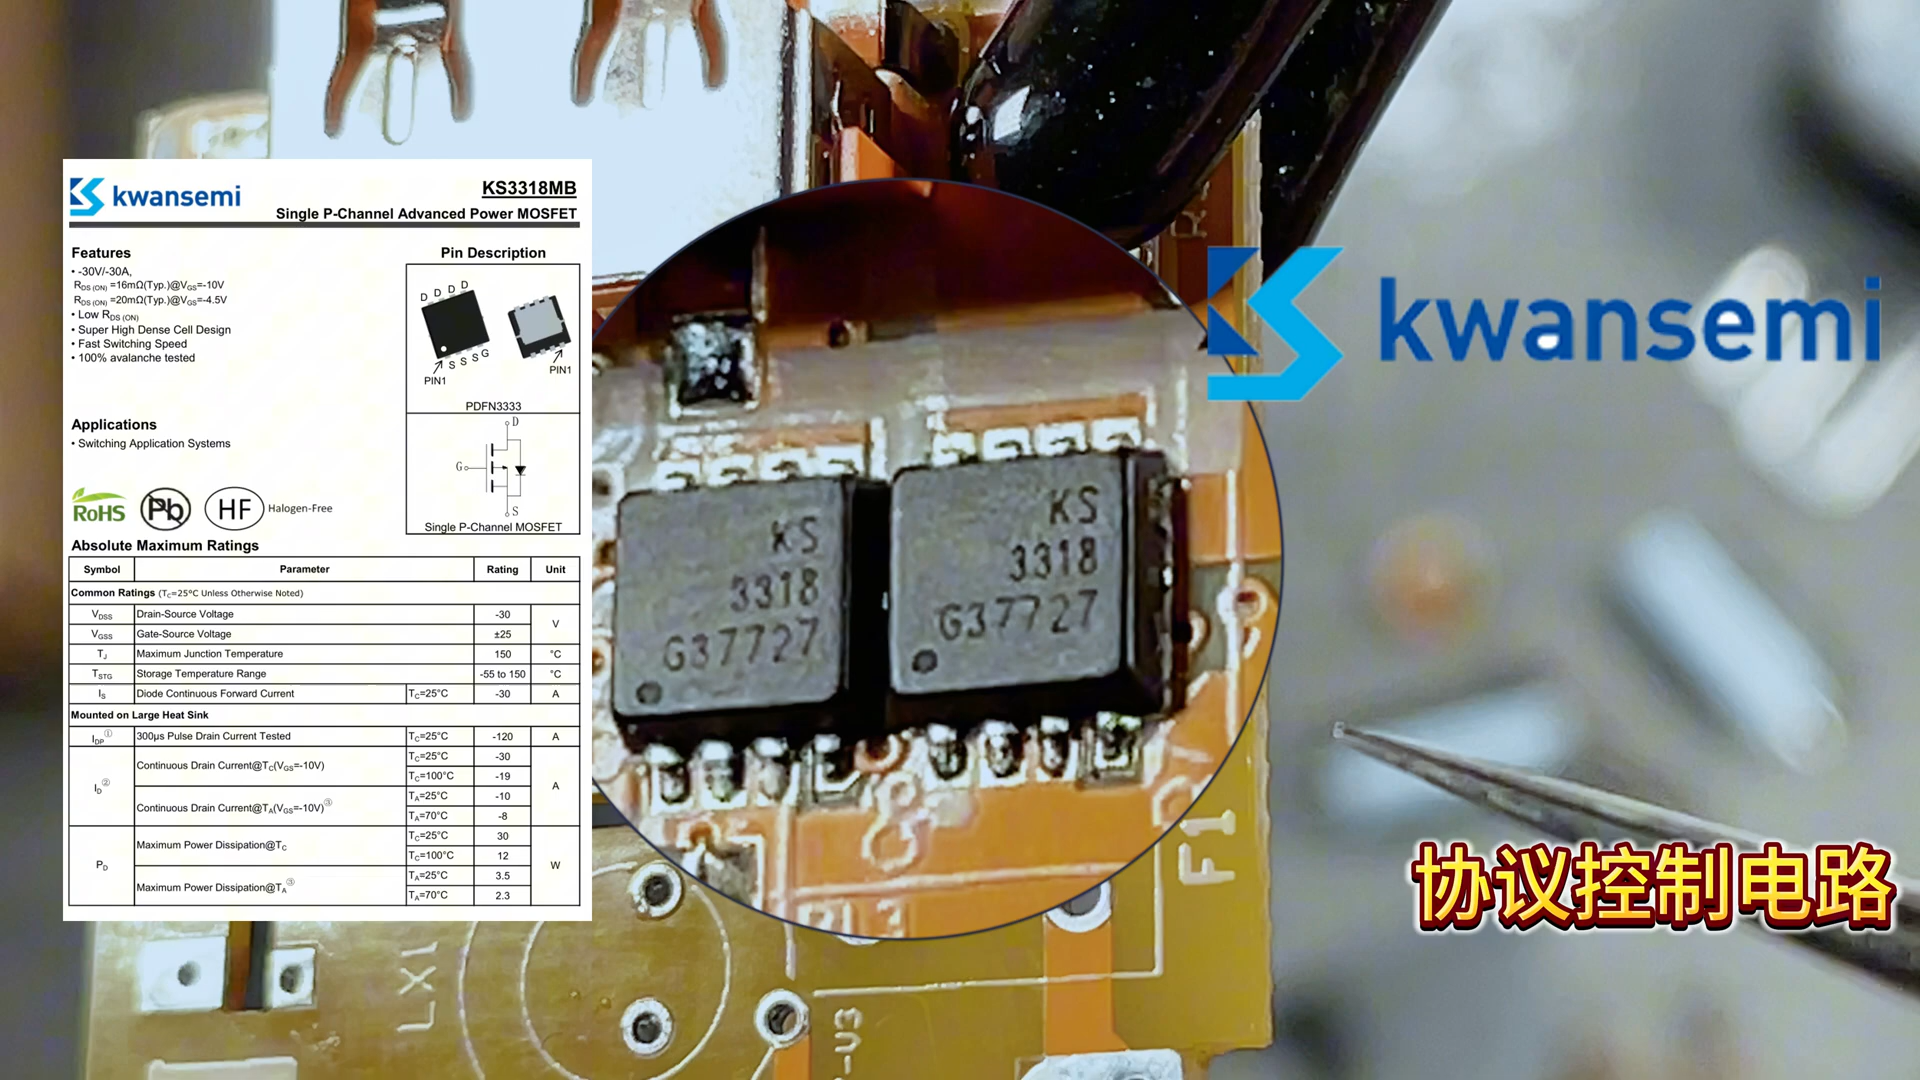 kwansemi
KS3318MB
Single P-Channel Advanced Power MOSFET
Features
• -30V/-30A,
RDS (ON) =16mΩ(Typ.)@VGS=-10V
RDS (ON) =20mΩ(Typ.)@VGS=-4.5V
• Low RDS (ON)
• Super High Dense Cell Design
• Fast Switching Speed
• 100% avalanche tested
Applications
• Switching Application Systems
RoHS
Pb
HF
Halogen-Free
Pin Description
D D D D
S S S G
PIN1
PIN1
PDFN3333
D
G
S
Single P-Channel MOSFET
Absolute Maximum Ratings
Symbol Parameter Rating Unit
Common Ratings (TC=25°C Unless Otherwise Noted)
VDSS Drain-Source Voltage -30 V
VGSS Gate-Source Voltage ±25
TJ Maximum Junction Temperature 150 °C
TSTG Storage Temperature Range -55 to 150 °C
IS Diode Continuous Forward Current TC=25°C -30 A
Mounted on Large Heat Sink
IDP① 300μs Pulse Drain Current Tested TC=25°C -120 A
ID② Continuous Drain Current@TC(VGS=-10V) TC=25°C -30 A
TC=100°C -19
Continuous Drain Current@TA(VGS=-10V)③ TA=25°C -10
TA=70°C -8
PD Maximum Power Dissipation@TC TC=25°C 30 W
TC=100°C 12
Maximum Power Dissipation@TA③ TA=25°C 3.5
TA=70°C 2.3
KS
3318
G37727
KS
3318
G37727
kwansemi
F1
LX1
-V3
协议控制电路